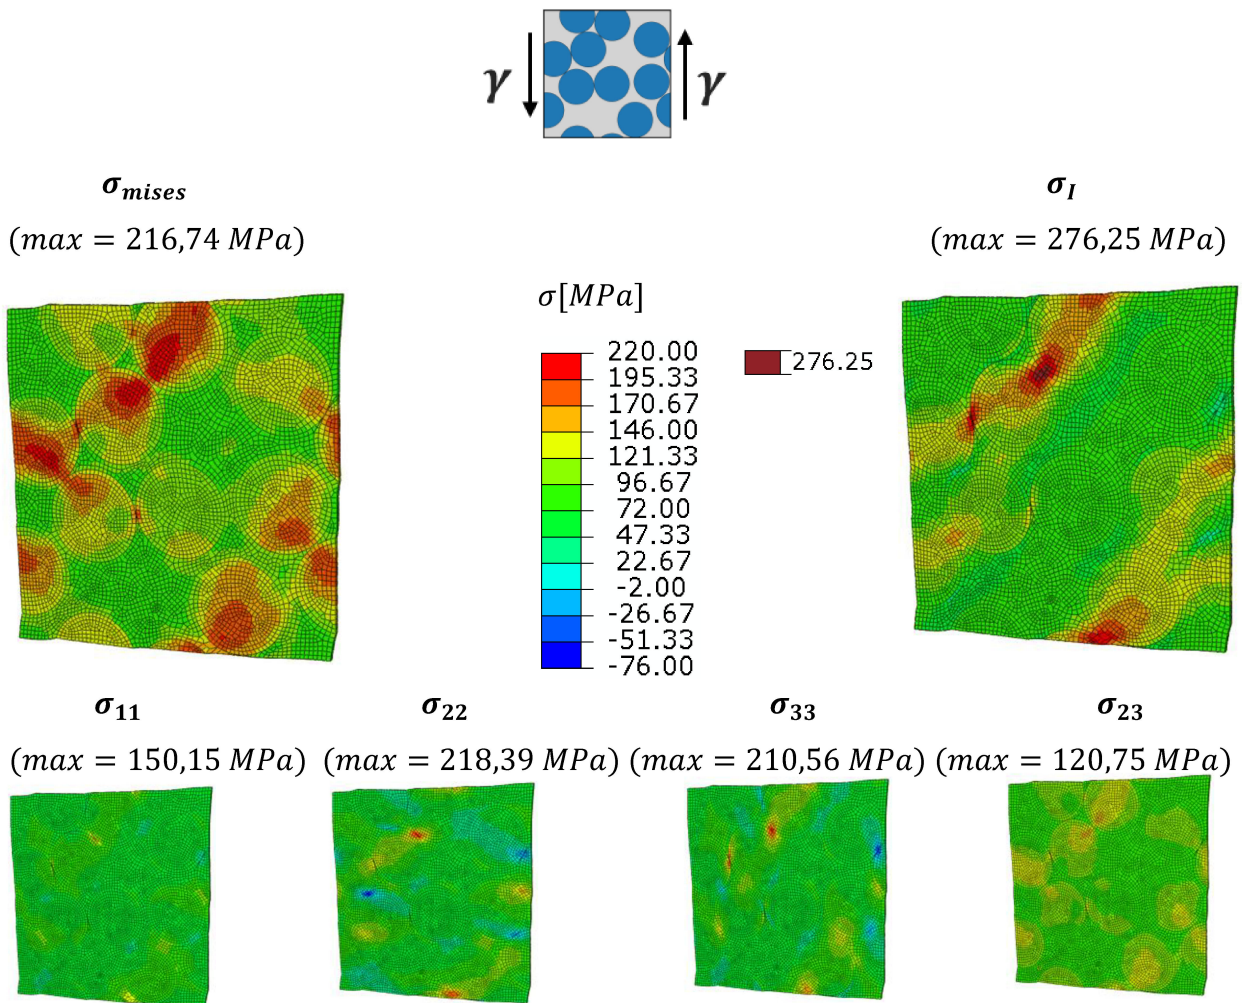 γ γ
σ_mises
(max = 216,74 MPa)
σ_I
(max = 276,25 MPa)
σ[MPa]
220.00
195.33
170.67
146.00
121.33
96.67
72.00
47.33
22.67
-2.00
-26.67
-51.33
-76.00
276.25
σ₁₁
(max = 150,15 MPa)
σ₂₂
(max = 218,39 MPa)
σ₃₃
(max = 210,56 MPa)
σ₂₃
(max = 120,75 MPa)